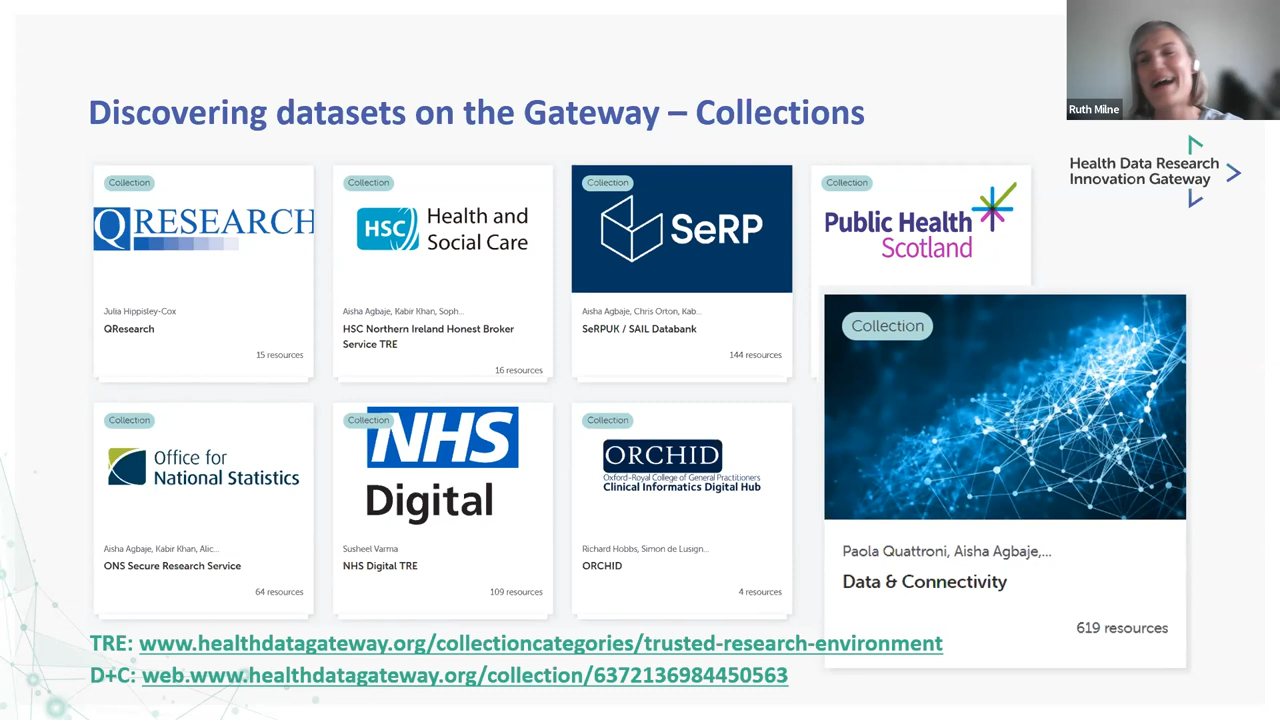 Discovering datasets on the Gateway – Collections
Ruth Milne
Health Data Research
Innovation Gateway
Collection
QRESEARCH
Julia Hippisley-Cox
QResearch
15 resources
Collection
HSC
Health and
Social Care
Aisha Agbaje, Kabir Khan, Soph...
HSC Northern Ireland Honest Broker
Service TRE
16 resources
Collection
SeRP
Aisha Agbaje, Chris Orton, Kab...
SeRPUK / SAIL Databank
144 resources
Collection
Public Health
Scotland
Collection
Office for
National Statistics
Aisha Agbaje, Kabir Khan, Alic...
ONS Secure Research Service
64 resources
Collection
NHS
Digital
Susheel Varma
NHS Digital TRE
109 resources
Collection
ORCHID
Oxford-Royal College of General Practitioners
Clinical Informatics Digital Hub
Richard Hobbs, Simon de Lusign...
ORCHID
4 resources
Collection
Paola Quattroni, Aisha Agbaje,...
Data & Connectivity
619 resources
TRE: www.healthdatagateway.org/collectioncategories/trusted-research-environment
D+C: web.www.healthdatagateway.org/collection/6372136984450563